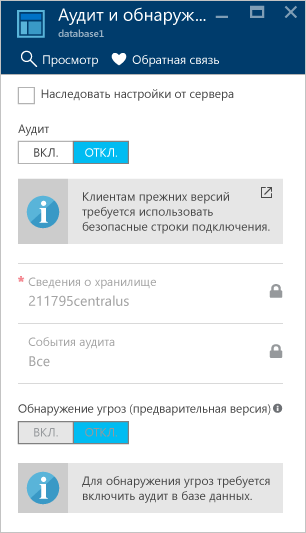 Аудит и обнаруж...
database1
Просмотр
Обратная связь
Наследовать настройки от сервера
Аудит
ВКЛ.
ОТКЛ.
Клиентам прежних версий
требуется использовать
безопасные строки подключения.
* Сведения о хранилище
211795centralus
События аудита
Все
Обнаружение угроз (предварительная версия)
ВКЛ.
ОТКЛ.
Для обнаружения угроз требуется
включить аудит в базе данных.